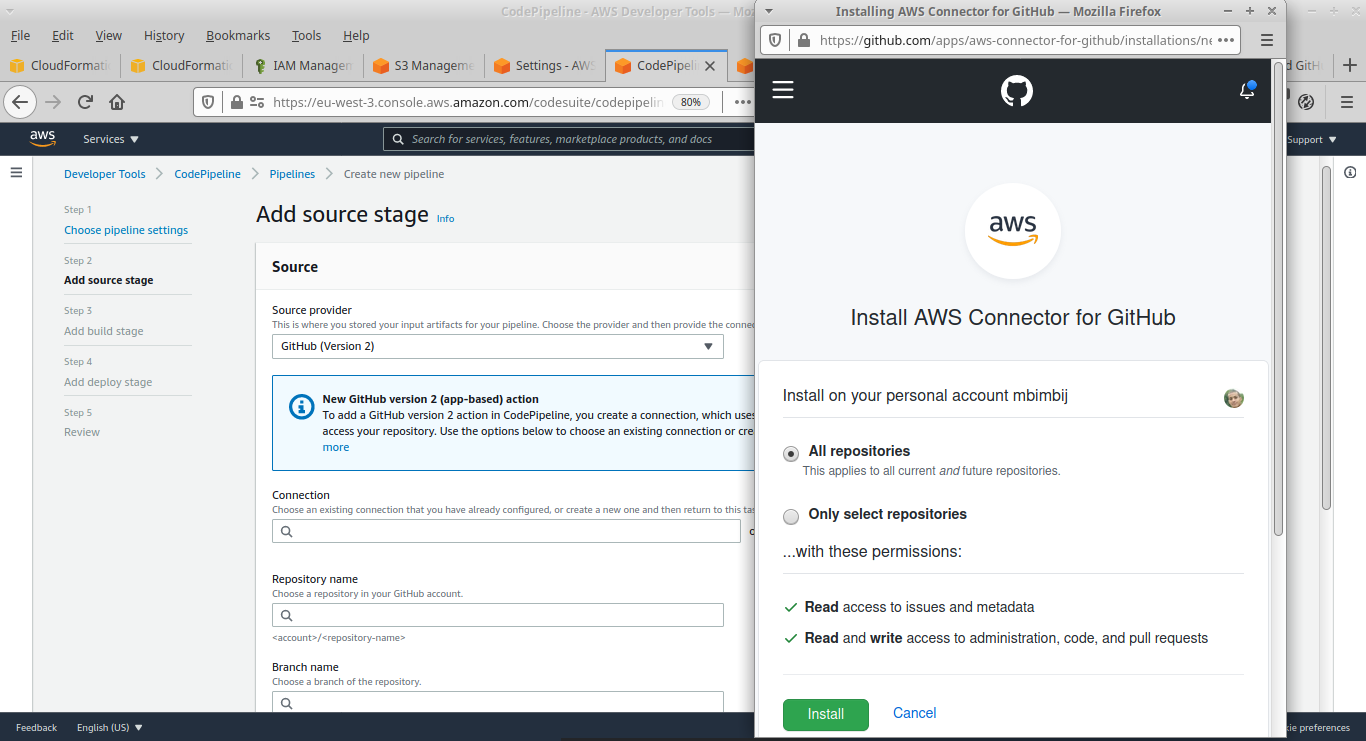 CodePipeline - AWS Developer Tools — Mo
File Edit View History Bookmarks Tools Help
CloudFormati
CloudFormati
IAM Managem
S3 Manageme
Settings - AWS
CodePipeli
https://eu-west-3.console.aws.amazon.com/codesuite/codepipelin
80%
aws
Services
Search for services, features, marketplace products, and docs
Support
Developer Tools
CodePipeline
Pipelines
Create new pipeline
Step 1
Choose pipeline settings
Step 2
Add source stage
Step 3
Add build stage
Step 4
Add deploy stage
Step 5
Review
Add source stage Info
Source
Source provider
This is where you stored your input artifacts for your pipeline. Choose the provider and then provide the connec
GitHub (Version 2)
New GitHub version 2 (app-based) action
To add a GitHub version 2 action in CodePipeline, you create a connection, which uses
access your repository. Use the options below to choose an existing connection or crea
more
Connection
Choose an existing connection that you have already configured, or create a new one and then return to this tas
Repository name
Choose a repository in your GitHub account.
<account>/<repository-name>
Branch name
Choose a branch of the repository.
Feedback
English (US)
kie preferences
Installing AWS Connector for GitHub — Mozilla Firefox
https://github.com/apps/aws-connector-for-github/installations/ne
aws
Install AWS Connector for GitHub
Install on your personal account mbimbij
All repositories
This applies to all current and future repositories.
Only select repositories
...with these permissions:
Read access to issues and metadata
Read and write access to administration, code, and pull requests
Install
Cancel